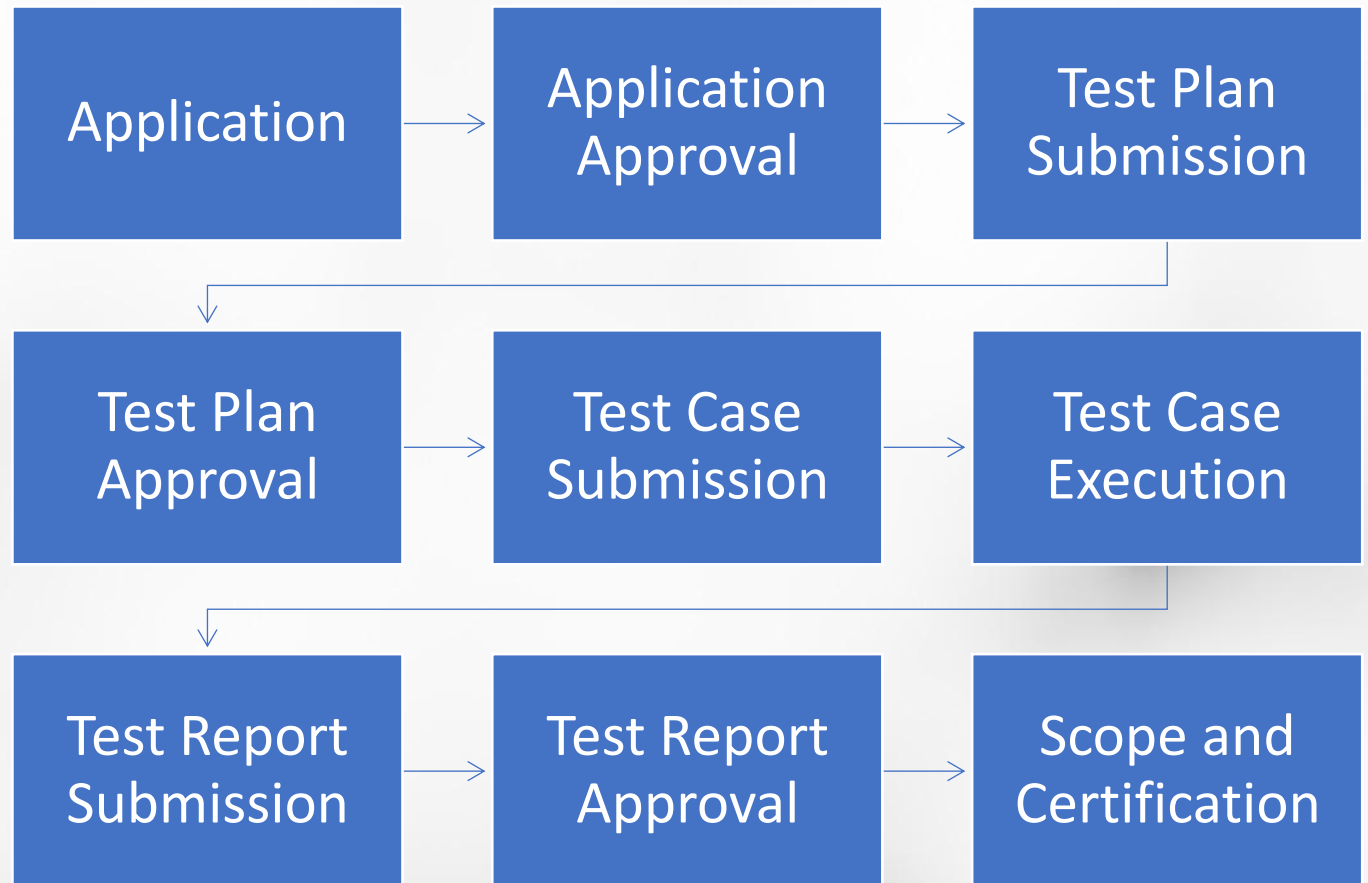 Application
Application
Approval
Test Plan
Submission
Test Plan
Approval
Test Case
Submission
Test Case
Execution
Test Report
Submission
Test Report
Approval
Scope and
Certification